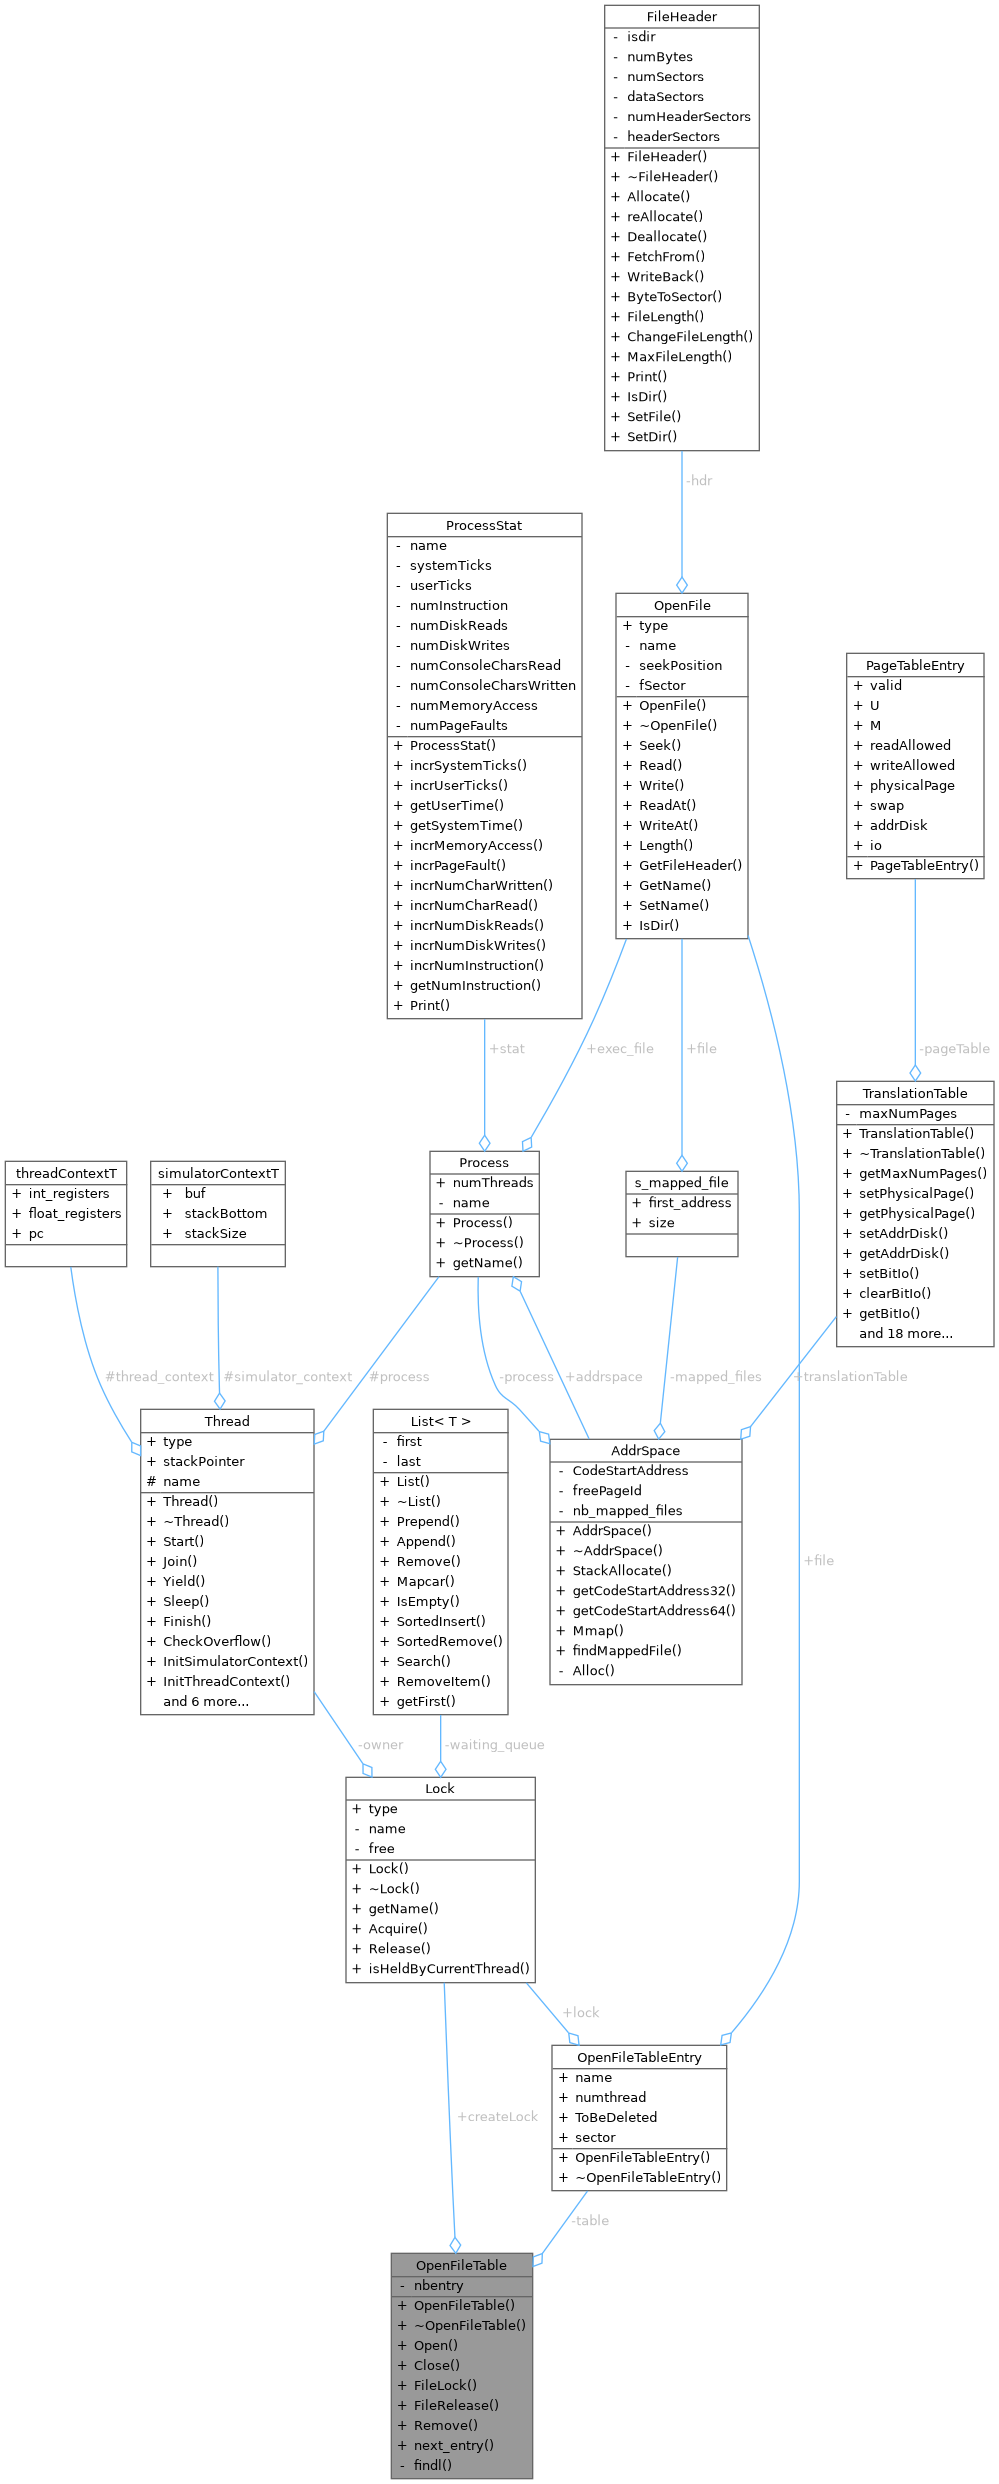 FileHeader
- isdir
- numBytes
- numSectors
- dataSectors
- numHeaderSectors
- headerSectors
+ FileHeader()
+ ~FileHeader()
+ Allocate()
+ reAllocate()
+ Deallocate()
+ FetchFrom()
+ WriteBack()
+ ByteToSector()
+ FileLength()
+ ChangeFileLength()
+ MaxFileLength()
+ Print()
+ IsDir()
+ SetFile()
+ SetDir()
-hdr
ProcessStat
- name
- systemTicks
- userTicks
- numInstruction
- numDiskReads
- numDiskWrites
- numConsoleCharsRead
- numConsoleCharsWritten
- numMemoryAccess
- numPageFaults
+ ProcessStat()
+ incrSystemTicks()
+ incrUserTicks()
+ getUserTime()
+ getSystemTime()
+ incrMemoryAccess()
+ incrPageFault()
+ incrNumCharWritten()
+ incrNumCharRead()
+ incrNumDiskReads()
+ incrNumDiskWrites()
+ incrNumInstruction()
+ getNumInstruction()
+ Print()
OpenFile
+ type
- name
- seekPosition
- fSector
+ OpenFile()
+ ~OpenFile()
+ Seek()
+ Read()
+ Write()
+ ReadAt()
+ WriteAt()
+ Length()
+ GetFileHeader()
+ GetName()
+ SetName()
+ IsDir()
PageTableEntry
+ valid
+ U
+ M
+ readAllowed
+ writeAllowed
+ physicalPage
+ swap
+ addrDisk
+ io
+ PageTableEntry()
+stat
+exec_file
+file
-pageTable
threadContextT
+ int_registers
+ float_registers
+ pc
simulatorContextT
+ buf
+ stackBottom
+ stackSize
Process
+ numThreads
- name
+ Process()
+ ~Process()
+ getName()
s_mapped_file
+ first_address
+ size
TranslationTable
- maxNumPages
+ TranslationTable()
+ ~TranslationTable()
+ getMaxNumPages()
+ setPhysicalPage()
+ getPhysicalPage()
+ setAddrDisk()
+ getAddrDisk()
+ setBitIo()
+ clearBitIo()
+ getBitIo()
and 18 more...
#thread_context
#simulator_context
#process
-process
+addrspace
-mapped_files
+translationTable
Thread
+ type
+ stackPointer
# name
+ Thread()
+ ~Thread()
+ Start()
+ Join()
+ Yield()
+ Sleep()
+ Finish()
+ CheckOverflow()
+ InitSimulatorContext()
+ InitThreadContext()
and 6 more...
List< T >
- first
- last
+ List()
+ ~List()
+ Prepend()
+ Append()
+ Remove()
+ Mapcar()
+ IsEmpty()
+ SortedInsert()
+ SortedRemove()
+ Search()
+ RemoveItem()
+ getFirst()
AddrSpace
- CodeStartAddress
- freePageId
- nb_mapped_files
+ AddrSpace()
+ ~AddrSpace()
+ StackAllocate()
+ getCodeStartAddress32()
+ getCodeStartAddress64()
+ Mmap()
+ findMappedFile()
- Alloc()
+file
-owner
-waiting_queue
Lock
+ type
- name
- free
+ Lock()
+ ~Lock()
+ getName()
+ Acquire()
+ Release()
+ isHeldByCurrentThread()
+lock
OpenFileTableEntry
+ name
+ numthread
+ ToBeDeleted
+ sector
+ OpenFileTableEntry()
+ ~OpenFileTableEntry()
+createLock
-table
OpenFileTable
- nbentry
+ OpenFileTable()
+ ~OpenFileTable()
+ Open()
+ Close()
+ FileLock()
+ FileRelease()
+ Remove()
+ next_entry()
- findl()